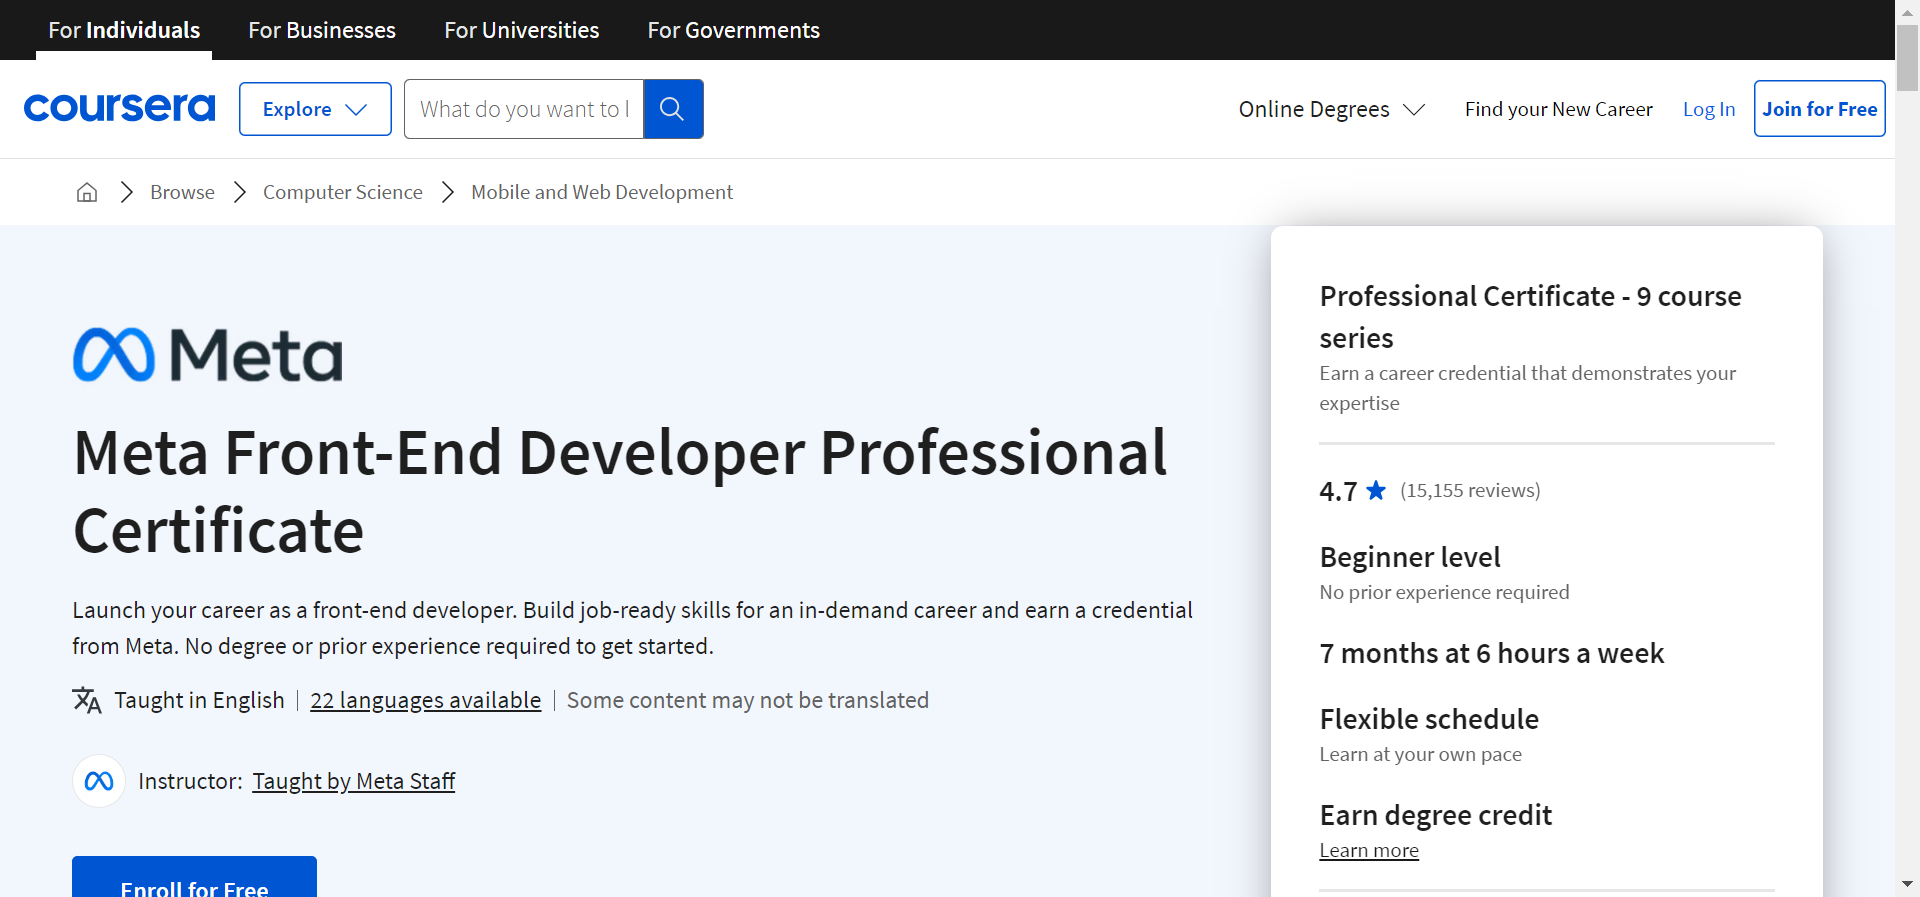 For Individuals
For Businesses
For Universities
For Governments
coursera
Explore
What do you want to l
Online Degrees
Find your New Career
Log In
Join for Free
Browse
Computer Science
Mobile and Web Development
Meta
Meta Front-End Developer Professional
Certificate
Launch your career as a front-end developer. Build job-ready skills for an in-demand career and earn a credential
from Meta. No degree or prior experience required to get started.
Taught in English
22 languages available
Some content may not be translated
Instructor: Taught by Meta Staff
Enroll for Free
Professional Certificate - 9 course
series
Earn a career credential that demonstrates your
expertise
4.7 (15,155 reviews)
Beginner level
No prior experience required
7 months at 6 hours a week
Flexible schedule
Learn at your own pace
Earn degree credit
Learn more